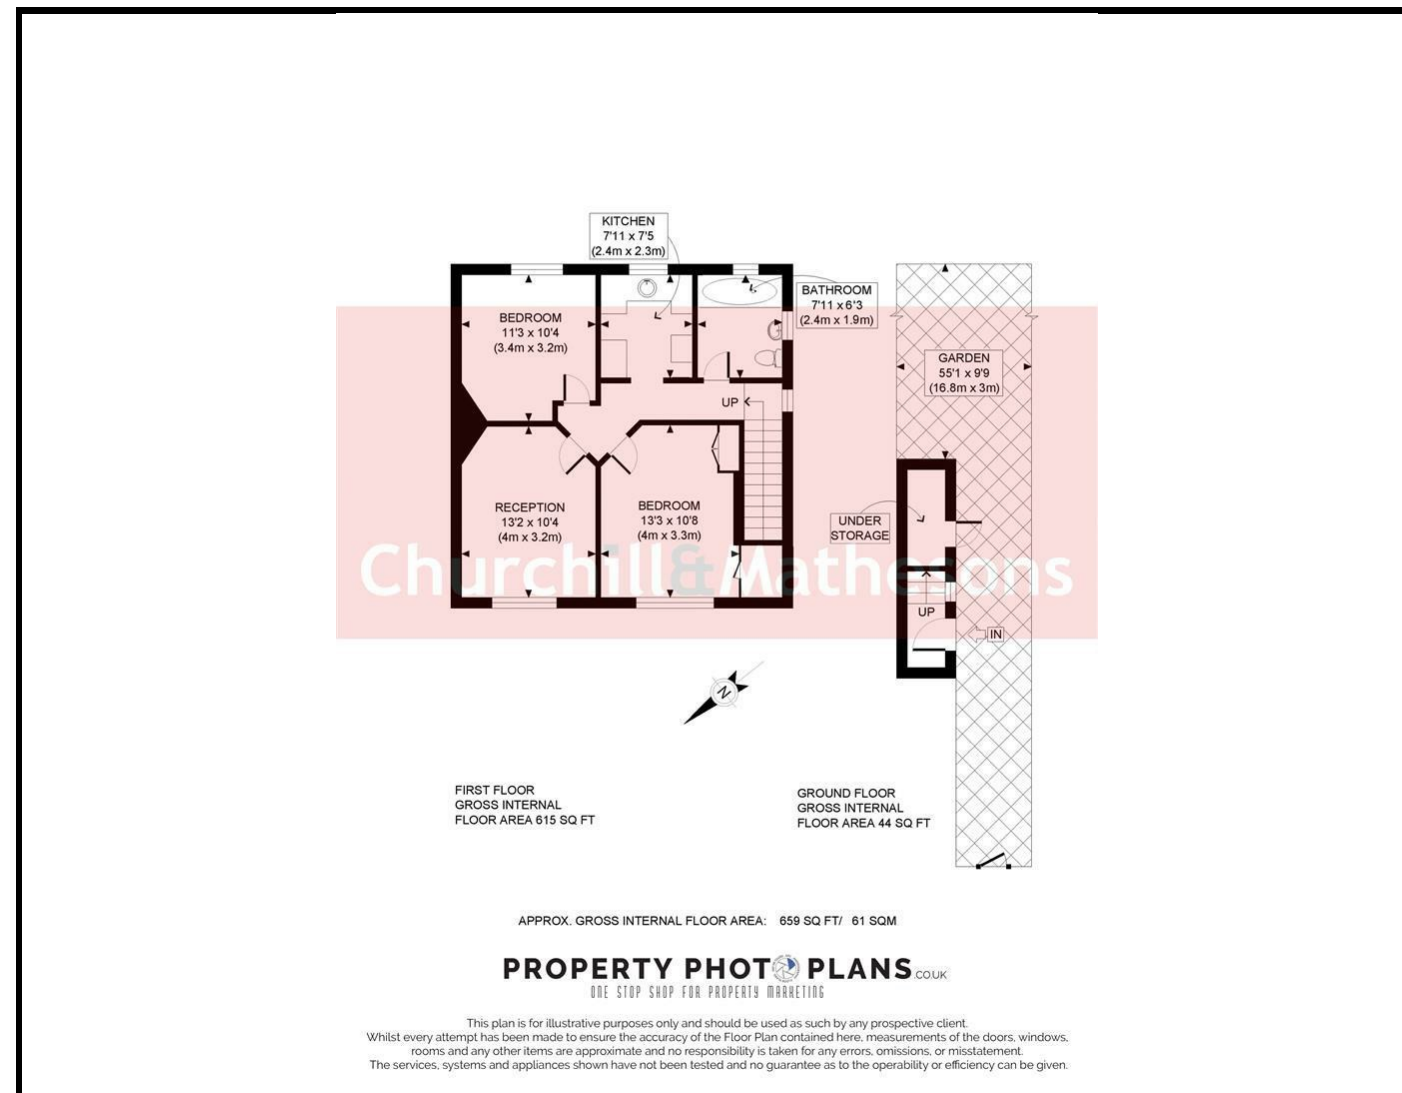 KITCHEN
7'11 x 7'5
(2.4m x 2.3m)
BEDROOM
11'3 x 10'4
(3.4m x 3.2m)
BATHROOM
7'11 x 6'3
(2.4m x 1.9m)
GARDEN
55'1 x 9'9
(16.8m x 3m)
UP
RECEPTION
13'2 x 10'4
(4m x 3.2m)
BEDROOM
13'3 x 10'8
(4m x 3.3m)
UNDER
STORAGE
Churchill&Mathesons
UP
IN
N
FIRST FLOOR
GROSS INTERNAL
FLOOR AREA 615 SQ FT
GROUND FLOOR
GROSS INTERNAL
FLOOR AREA 44 SQ FT
APPROX. GROSS INTERNAL FLOOR AREA: 659 SQ FT/ 61 SQM
PROPERTY PHOTO PLANS.CO.UK
ONE STOP SHOP FOR PROPERTY MARKETING
This plan is for illustrative purposes only and should be used as such by any prospective client.
Whilst every attempt has been made to ensure the accuracy of the Floor Plan contained here, measurements of the doors, windows,
rooms and any other items are approximate and no responsibility is taken for any errors, omissions, or misstatement.
The services, systems and appliances shown have not been tested and no guarantee as to the operability or efficiency can be given.